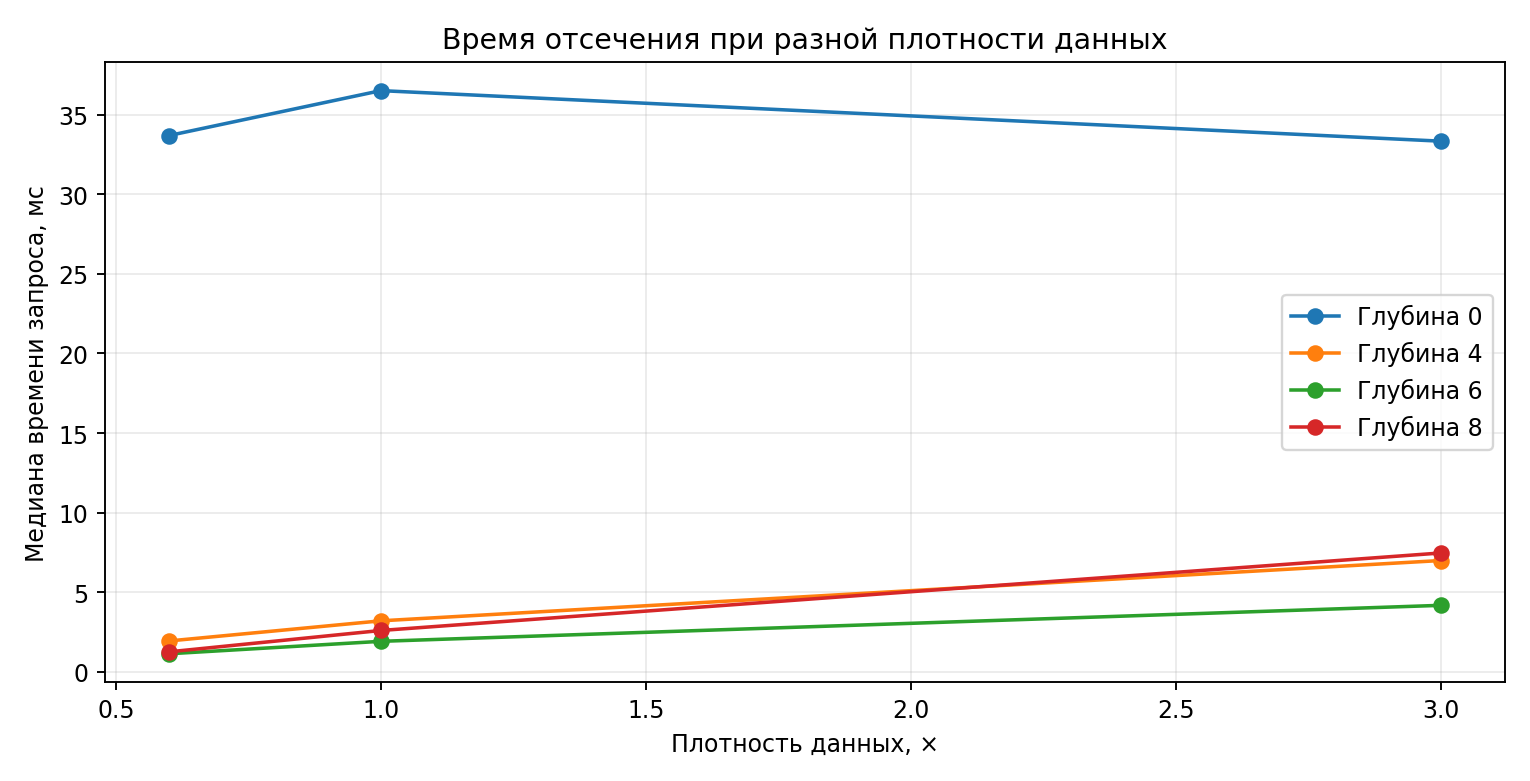 Время отсечения при разной плотности данных
Медиана времени запроса, мс
35
30
25
20
15
10
5
0
Глубина 0
Глубина 4
Глубина 6
Глубина 8
0.5
1.0
1.5
2.0
2.5
3.0
Плотность данных, ×